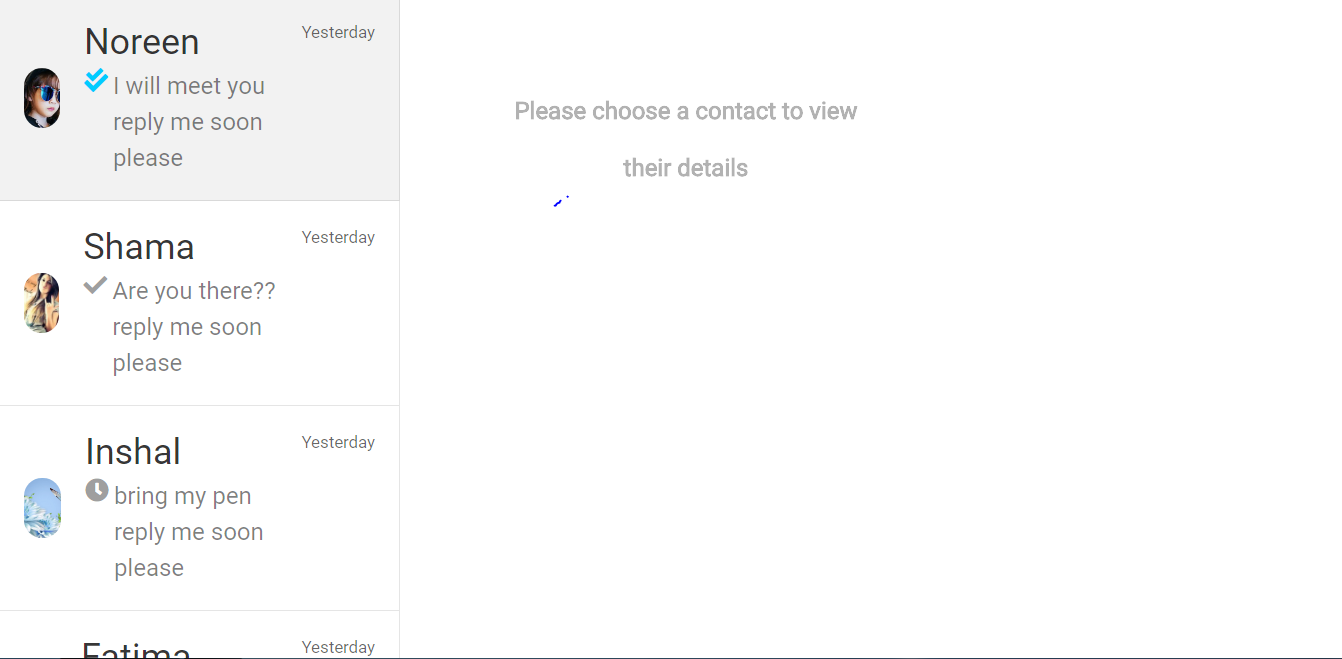 Noreen
Yesterday
I will meet you
reply me soon
please
Shama
Yesterday
Are you there??
reply me soon
please
Inshal
Yesterday
bring my pen
reply me soon
please
Fatima
Yesterday
Please choose a contact to view
their details